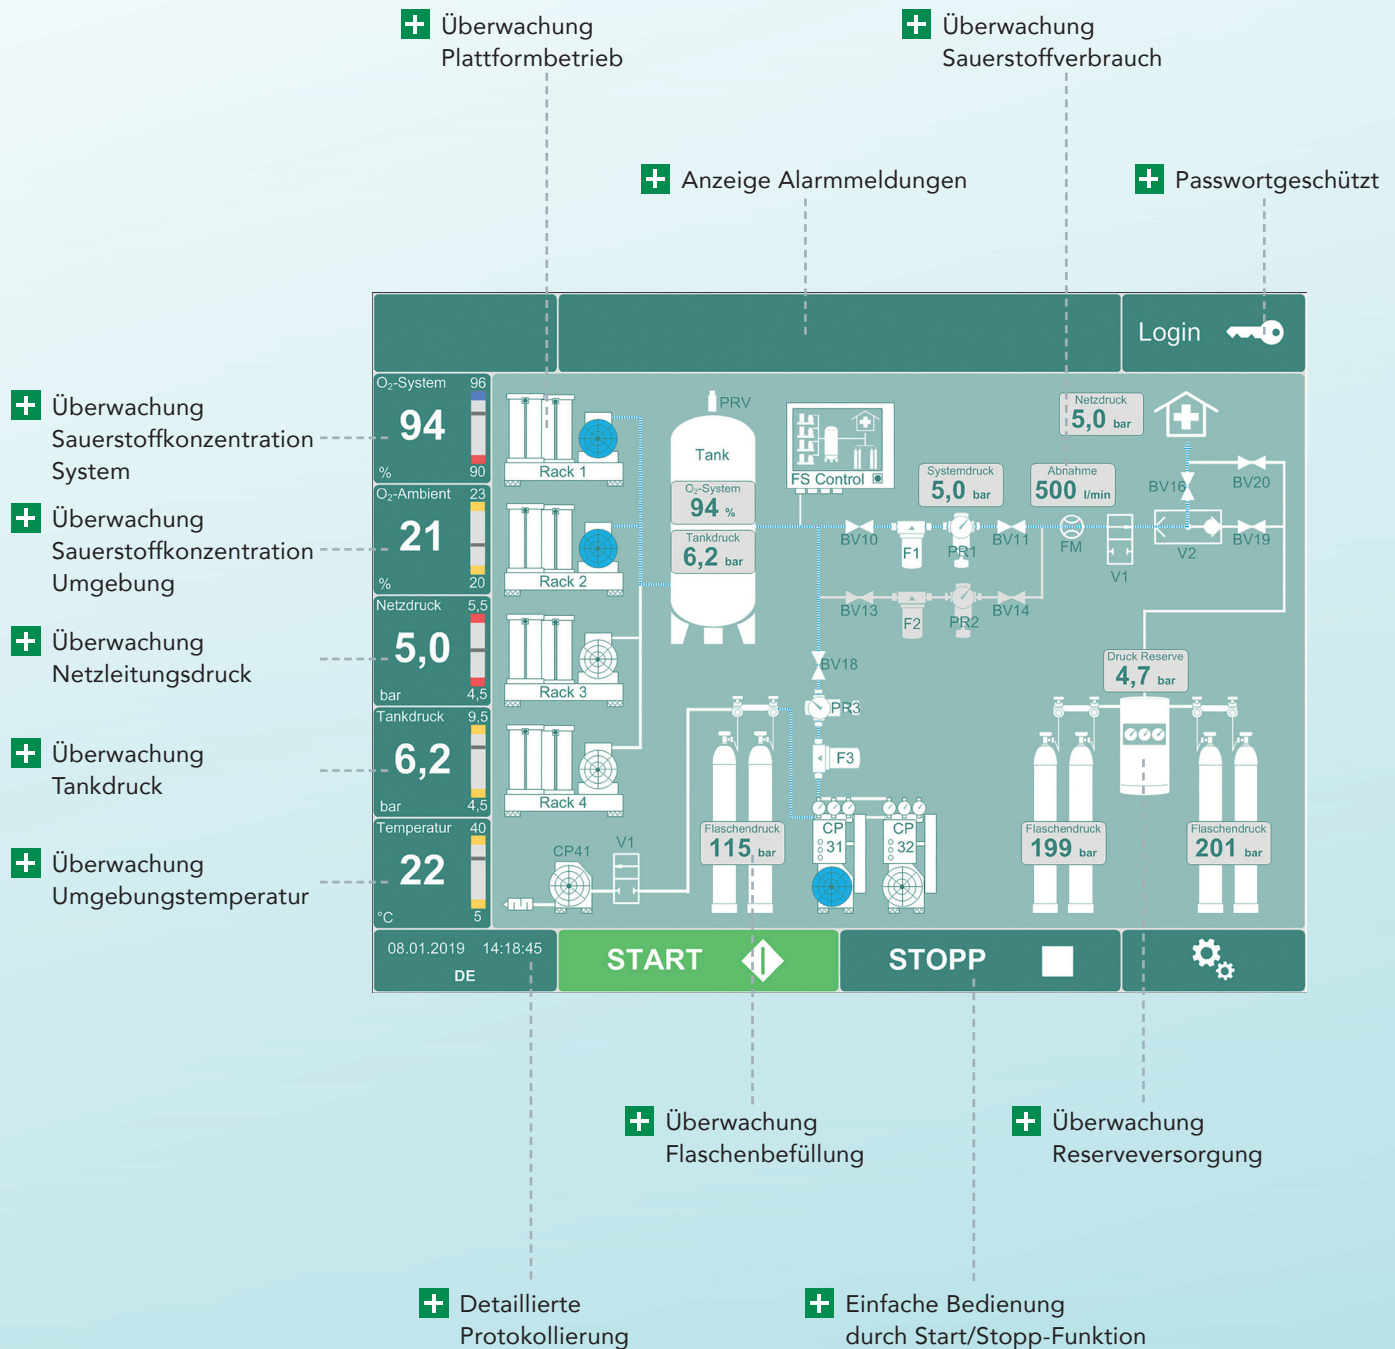 Überwachung
Plattformbetrieb
Überwachung
Sauerstoffverbrauch
Anzeige Alarmmeldungen
Passwortgeschützt
Login
Überwachung
Sauerstoffkonzentration
System
Überwachung
Sauerstoffkonzentration
Umgebung
Überwachung
Netzleitungsdruck
Überwachung
Tankdruck
Überwachung
Umgebungstemperatur
O₂-System 96
94
% 90
O₂-Ambient 23
21
% 20
Netzdruck 5,5
5,0
bar 4,5
Tankdruck 9,5
6,2
bar 4,5
Temperatur 40
22
°C 5
Rack 1
Rack 2
Rack 3
Rack 4
PRV
Tank
O₂-System
94 %
Tankdruck
6,2 bar
FS Control
Systemdruck
5,0 bar
Abnahme
500 l/min
Netzdruck
5,0 bar
BV16
BV20
BV10
F1
PR1
BV11
FM
V1
V2
BV19
BV13
F2
PR2
BV14
BV18
PR3
F3
Druck Reserve
4,7 bar
CP41
V1
Flaschendruck
115 bar
CP
31
CP
32
Flaschendruck
199 bar
Flaschendruck
201 bar
08.01.2019 14:18:45
DE
START
STOPP
Überwachung
Flaschenbefüllung
Überwachung
Reserveversorgung
Detaillierte
Protokollierung
Einfache Bedienung
durch Start/Stopp-Funktion